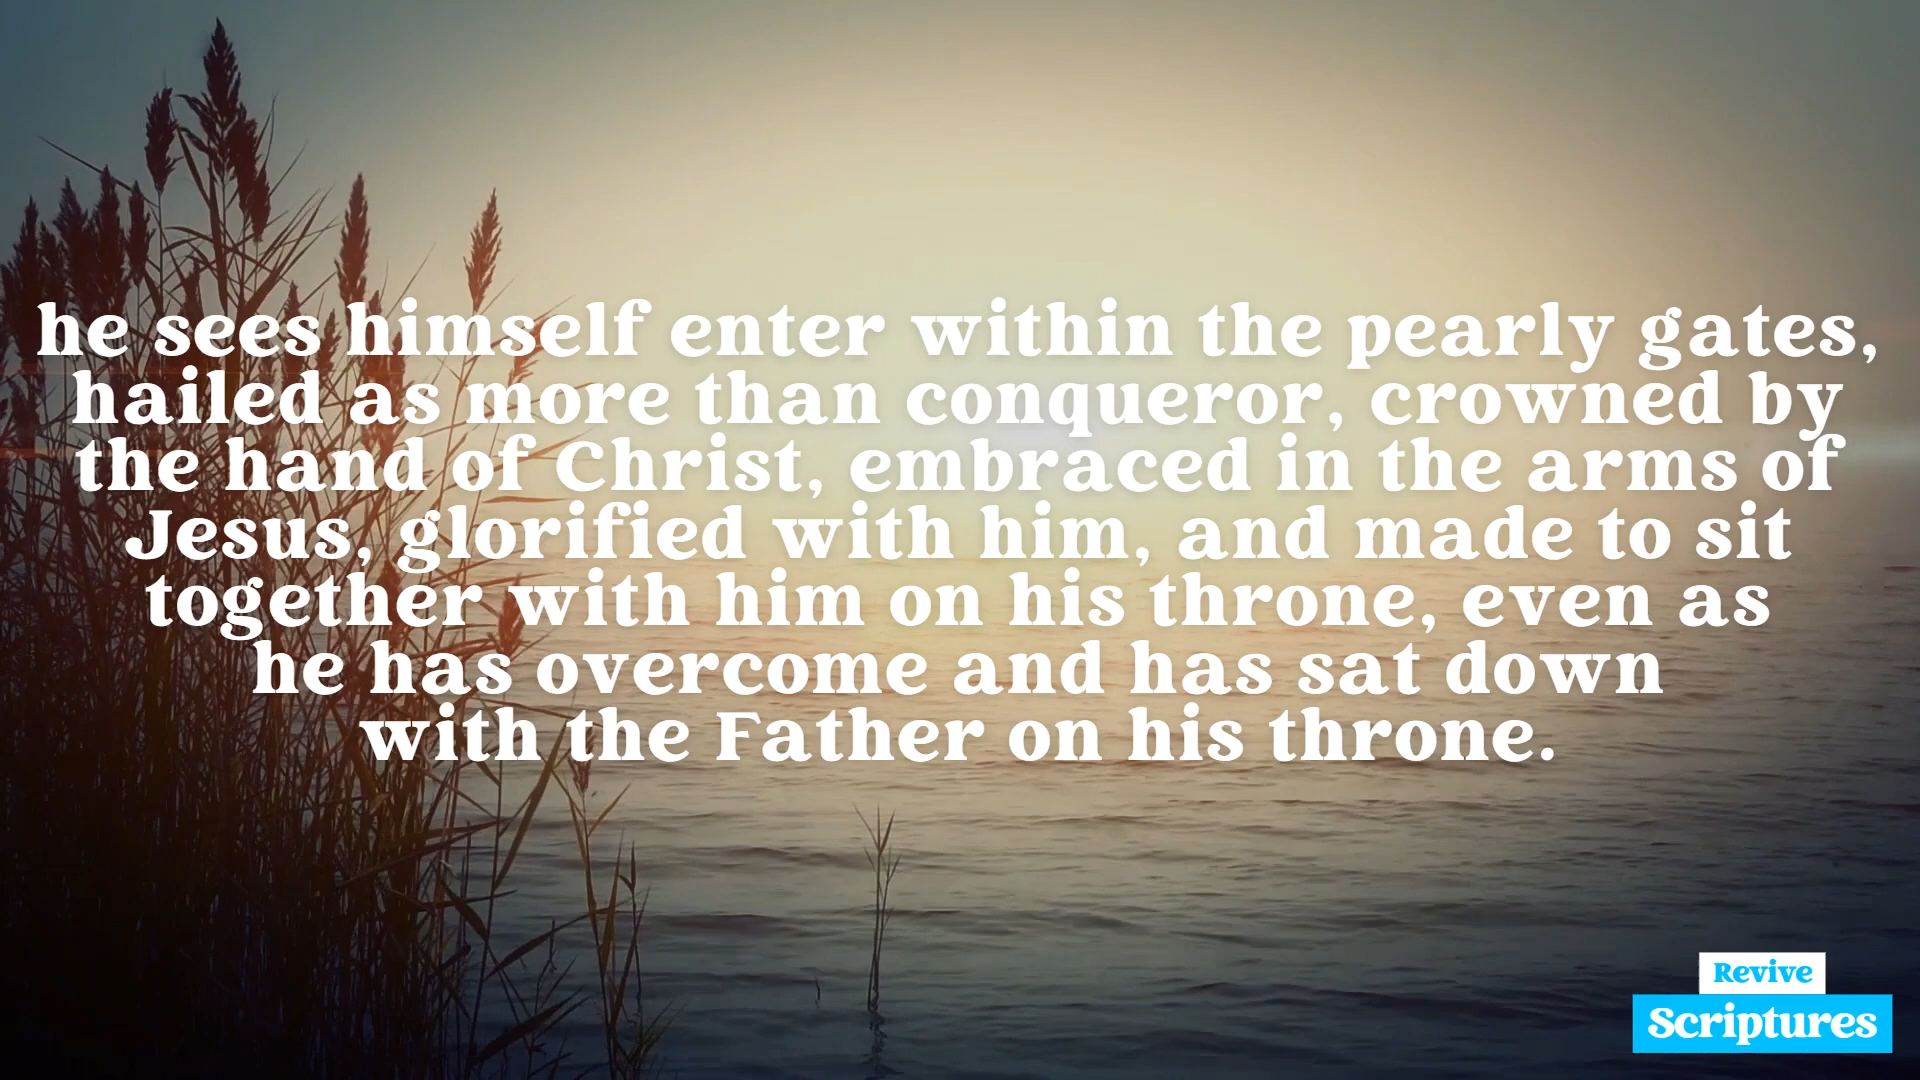 he sees himself enter within the pearly gates,
hailed as more than conqueror, crowned by
the hand of Christ, embraced in the arms of
Jesus, glorified with him, and made to sit
together with him on his throne, even as
he has overcome and has sat down
with the Father on his throne.
Revive
Scriptures